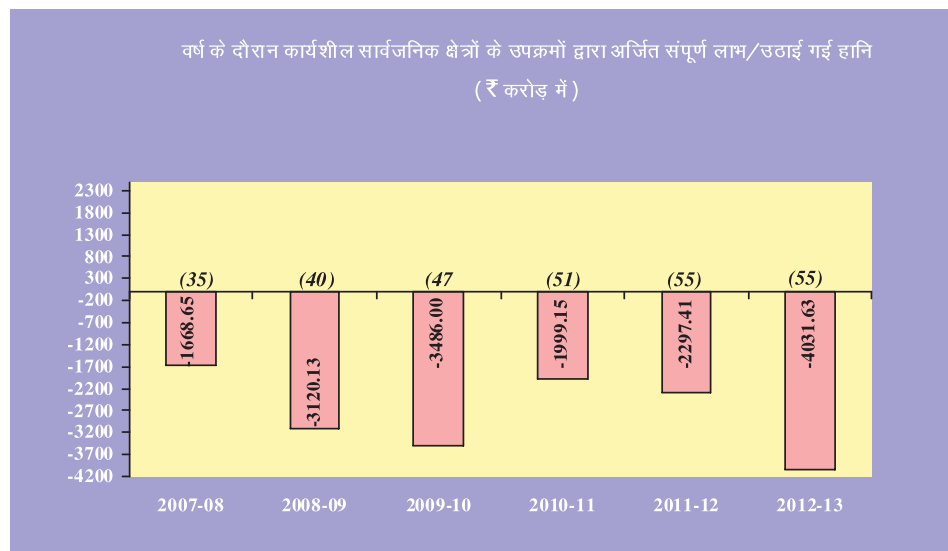 वर्ष के दौरान कार्यशील सार्वजनिक क्षेत्रों के उपक्रमों द्वारा अर्जित संपूर्ण लाभ/उठाई गई हानि
(₹ करोड़ में)
2300
1800
1300
800
300
-200
-700
-1200
-1700
-2200
-2700
-3200
-3700
-4200
(35) (40) (47 (51) (55) (55)
-1668.65 -3120.13 -3486.00 -1999.15 -2297.41 -4031.63
2007-08 2008-09 2009-10 2010-11 2011-12 2012-13